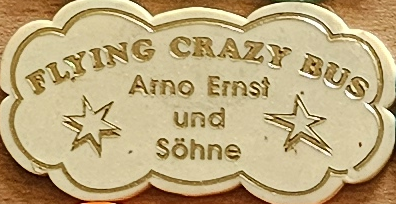 FLYING CRAZY BUS
Arno Ernst
und
Söhne